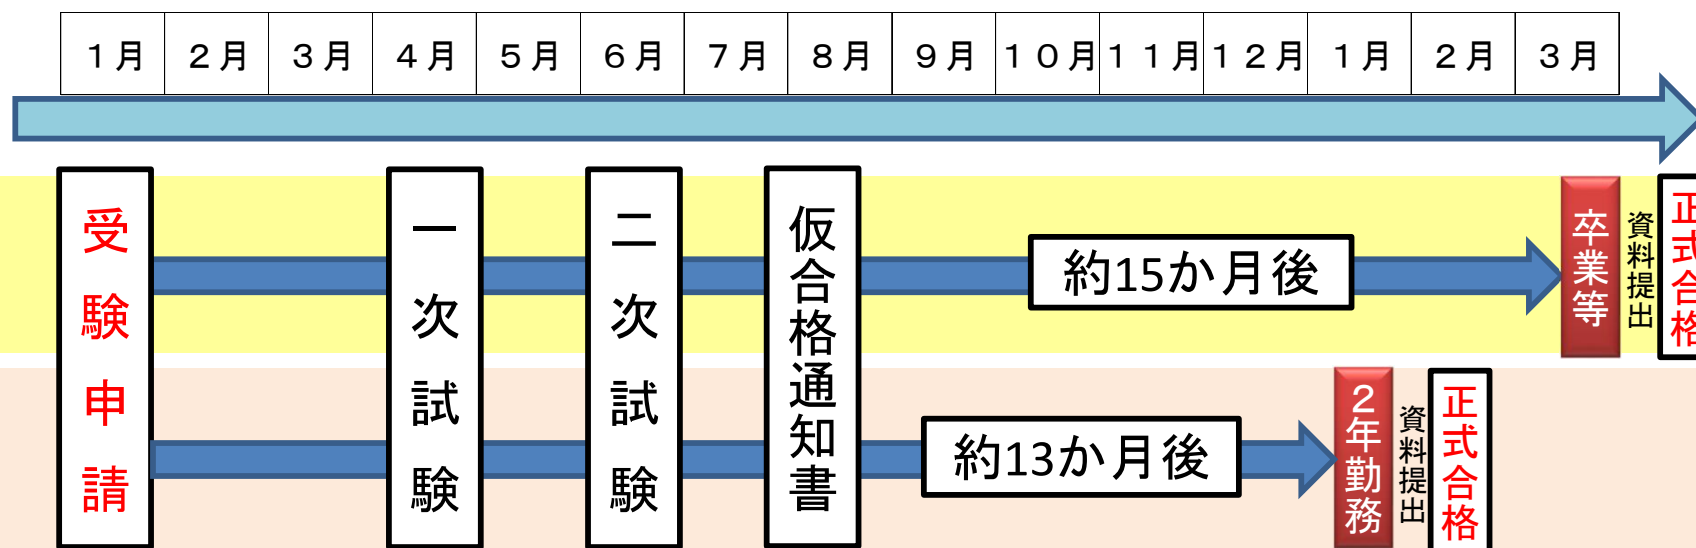 １月 ２月 ３月 ４月 ５月 ６月 ７月 ８月 ９月 １０月 １１月 １２月 １月 ２月 ３月
受験申請
一次試験
二次試験
仮合格通知書
約15か月後
卒業等
資料提出
正式合格
約13か月後
２年勤務
資料提出
正式合格